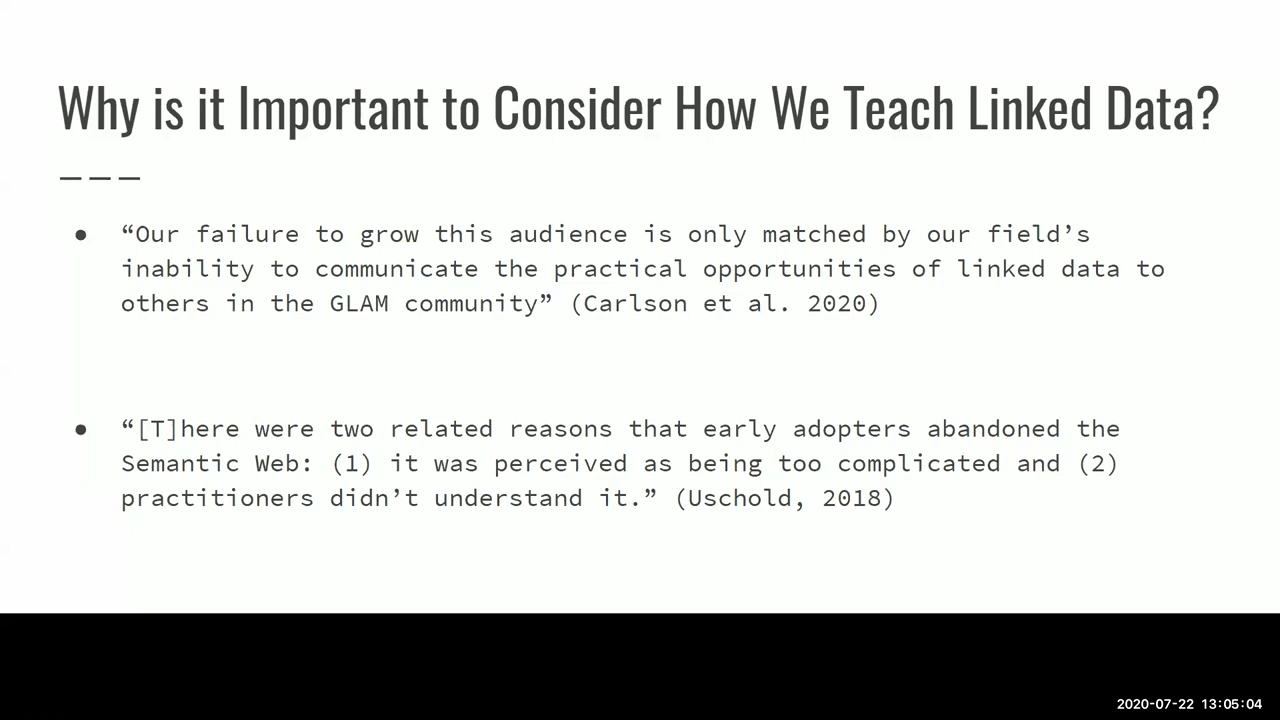 Why is it Important to Consider How We Teach Linked Data?
● “Our failure to grow this audience is only matched by our field’s
inability to communicate the practical opportunities of linked data to
others in the GLAM community” (Carlson et al. 2020)
● “[T]here were two related reasons that early adopters abandoned the
Semantic Web: (1) it was perceived as being too complicated and (2)
practitioners didn’t understand it.” (Uschold, 2018)
2020-07-22 13:05:04